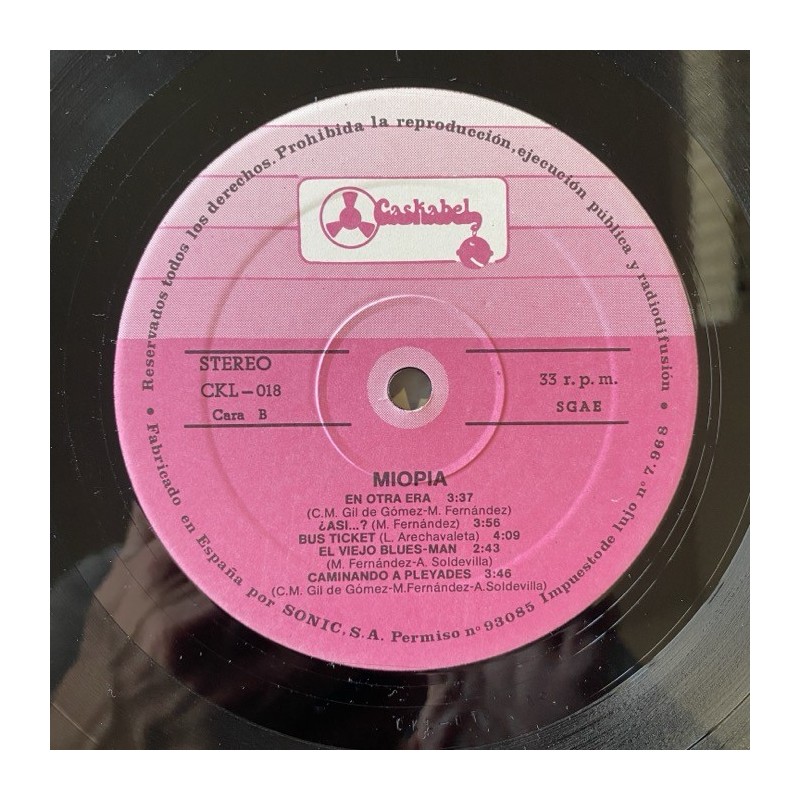 Reservados todos los derechos. Prohibida la reproducción, ejecución pública y radiodifusión
Caskabel
STEREO
CKL-018
Cara B
33 r.p.m.
SGAE
MIOPIA
EN OTRA ERA 3:37
(C.M. Gil de Gómez-M. Fernández)
¿ASI...? (M. Fernández) 3:56
BUS TICKET (L. Arechavaleta) 4:09
EL VIEJO BLUES-MAN 2:43
(M. Fernández-A. Soldevilla)
CAMINANDO A PLEYADES 3:46
(C.M. Gil de Gómez-M.Fernández-A.Soldevilla)
• Fabricado en España por SONIC, S.A. Permiso nº 93085 Impuesto de lujo nº 7.968 •